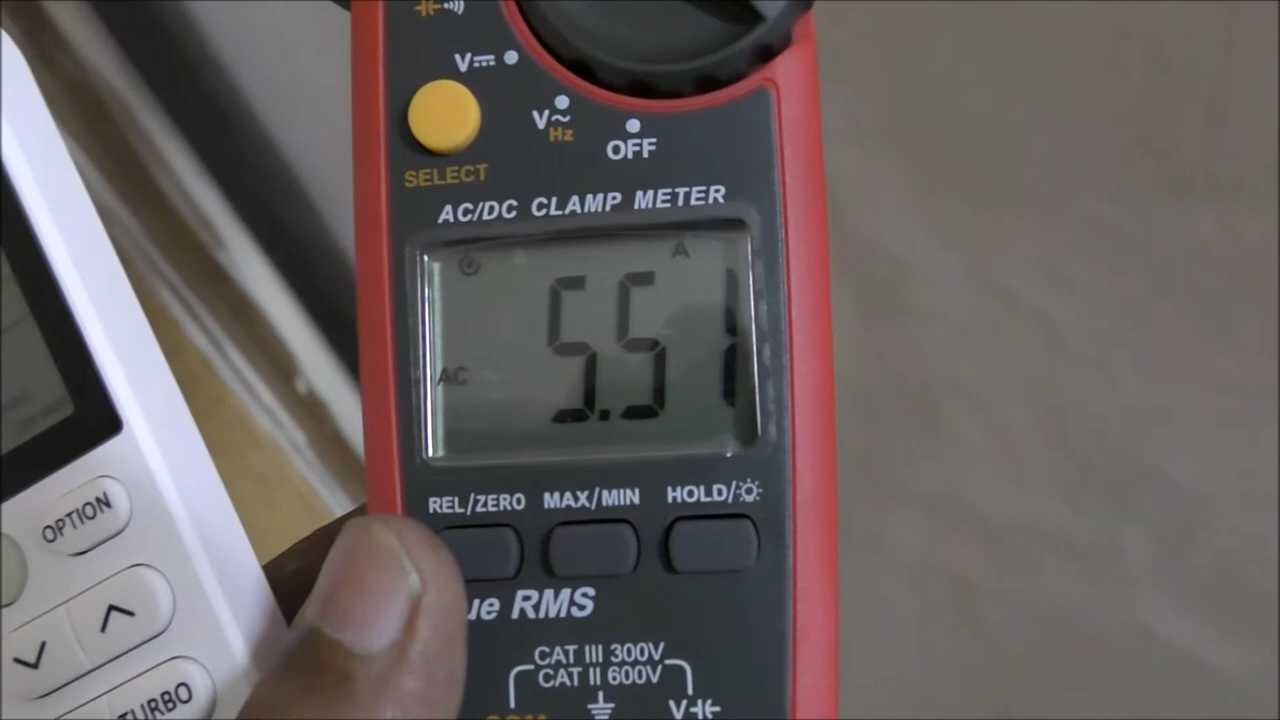 V
V~
Hz
OFF
SELECT
AC/DC CLAMP METER
A
5.51
AC
REL/ZERO MAX/MIN HOLD/
RMS
CAT III 300V
CAT II 600V
V
OPTION
TURBO